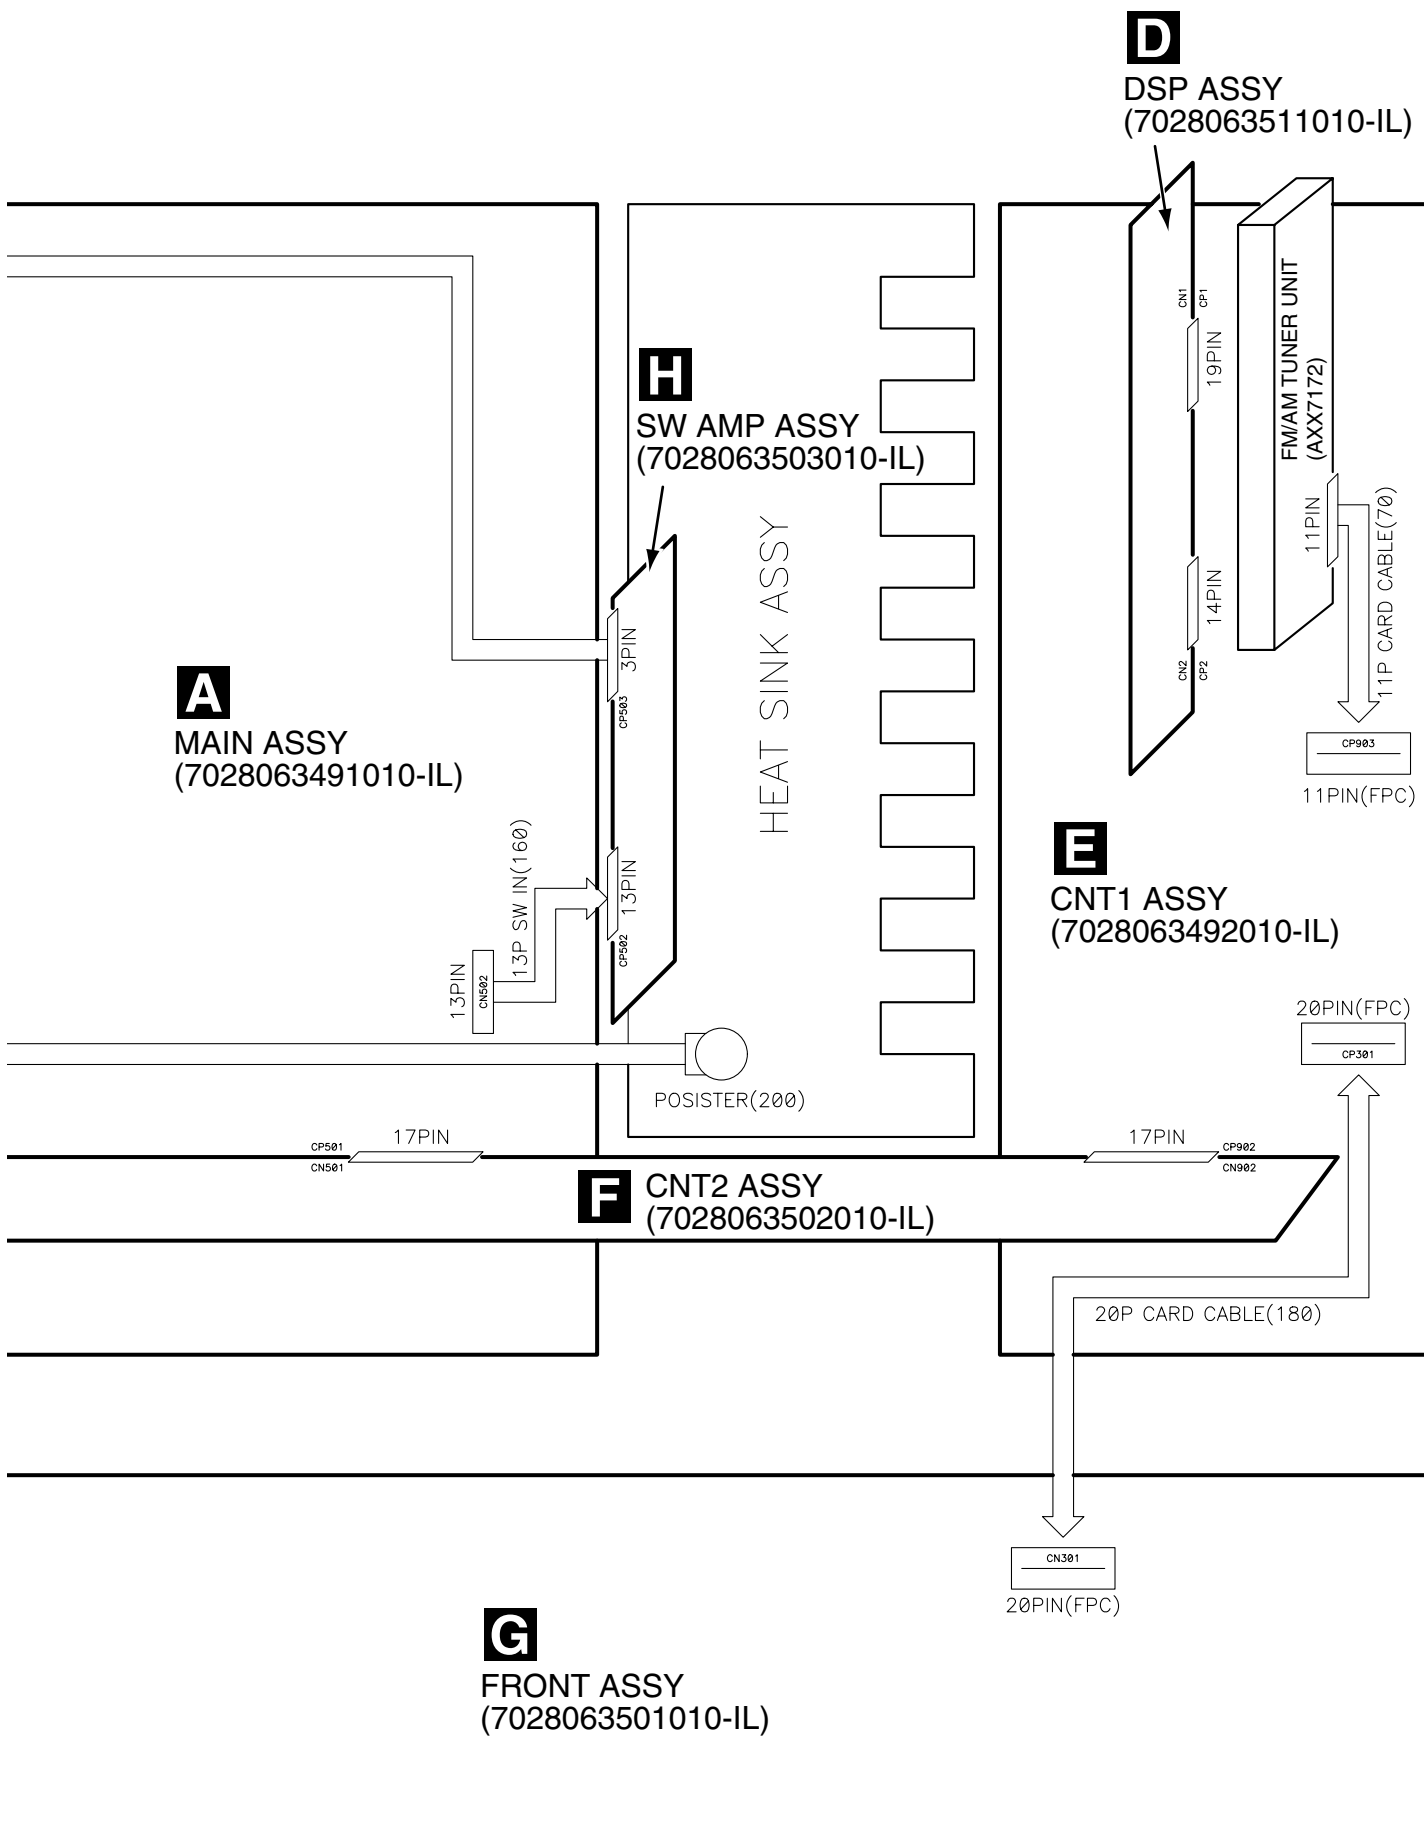 D
DSP ASSY
(7028063511010-IL)
CN1
CP1
19PIN
FM/AM TUNER UNIT
(AXX7172)
H
SW AMP ASSY
(7028063503010-IL)
HEAT SINK ASSY
11PIN
11P CARD CABLE(70)
14PIN
CN2
CP2
3PIN
CP503
A
MAIN ASSY
(7028063491010-IL)
CP903
11PIN(FPC)
13P SW IN(160)
13PIN
CP502
13PIN
CN502
E
CNT1 ASSY
(7028063492010-IL)
20PIN(FPC)
CP301
POSISTER(200)
CP501
CN501
17PIN
17PIN
CP902
CN902
F
CNT2 ASSY
(7028063502010-IL)
20P CARD CABLE(180)
CN301
20PIN(FPC)
G
FRONT ASSY
(7028063501010-IL)